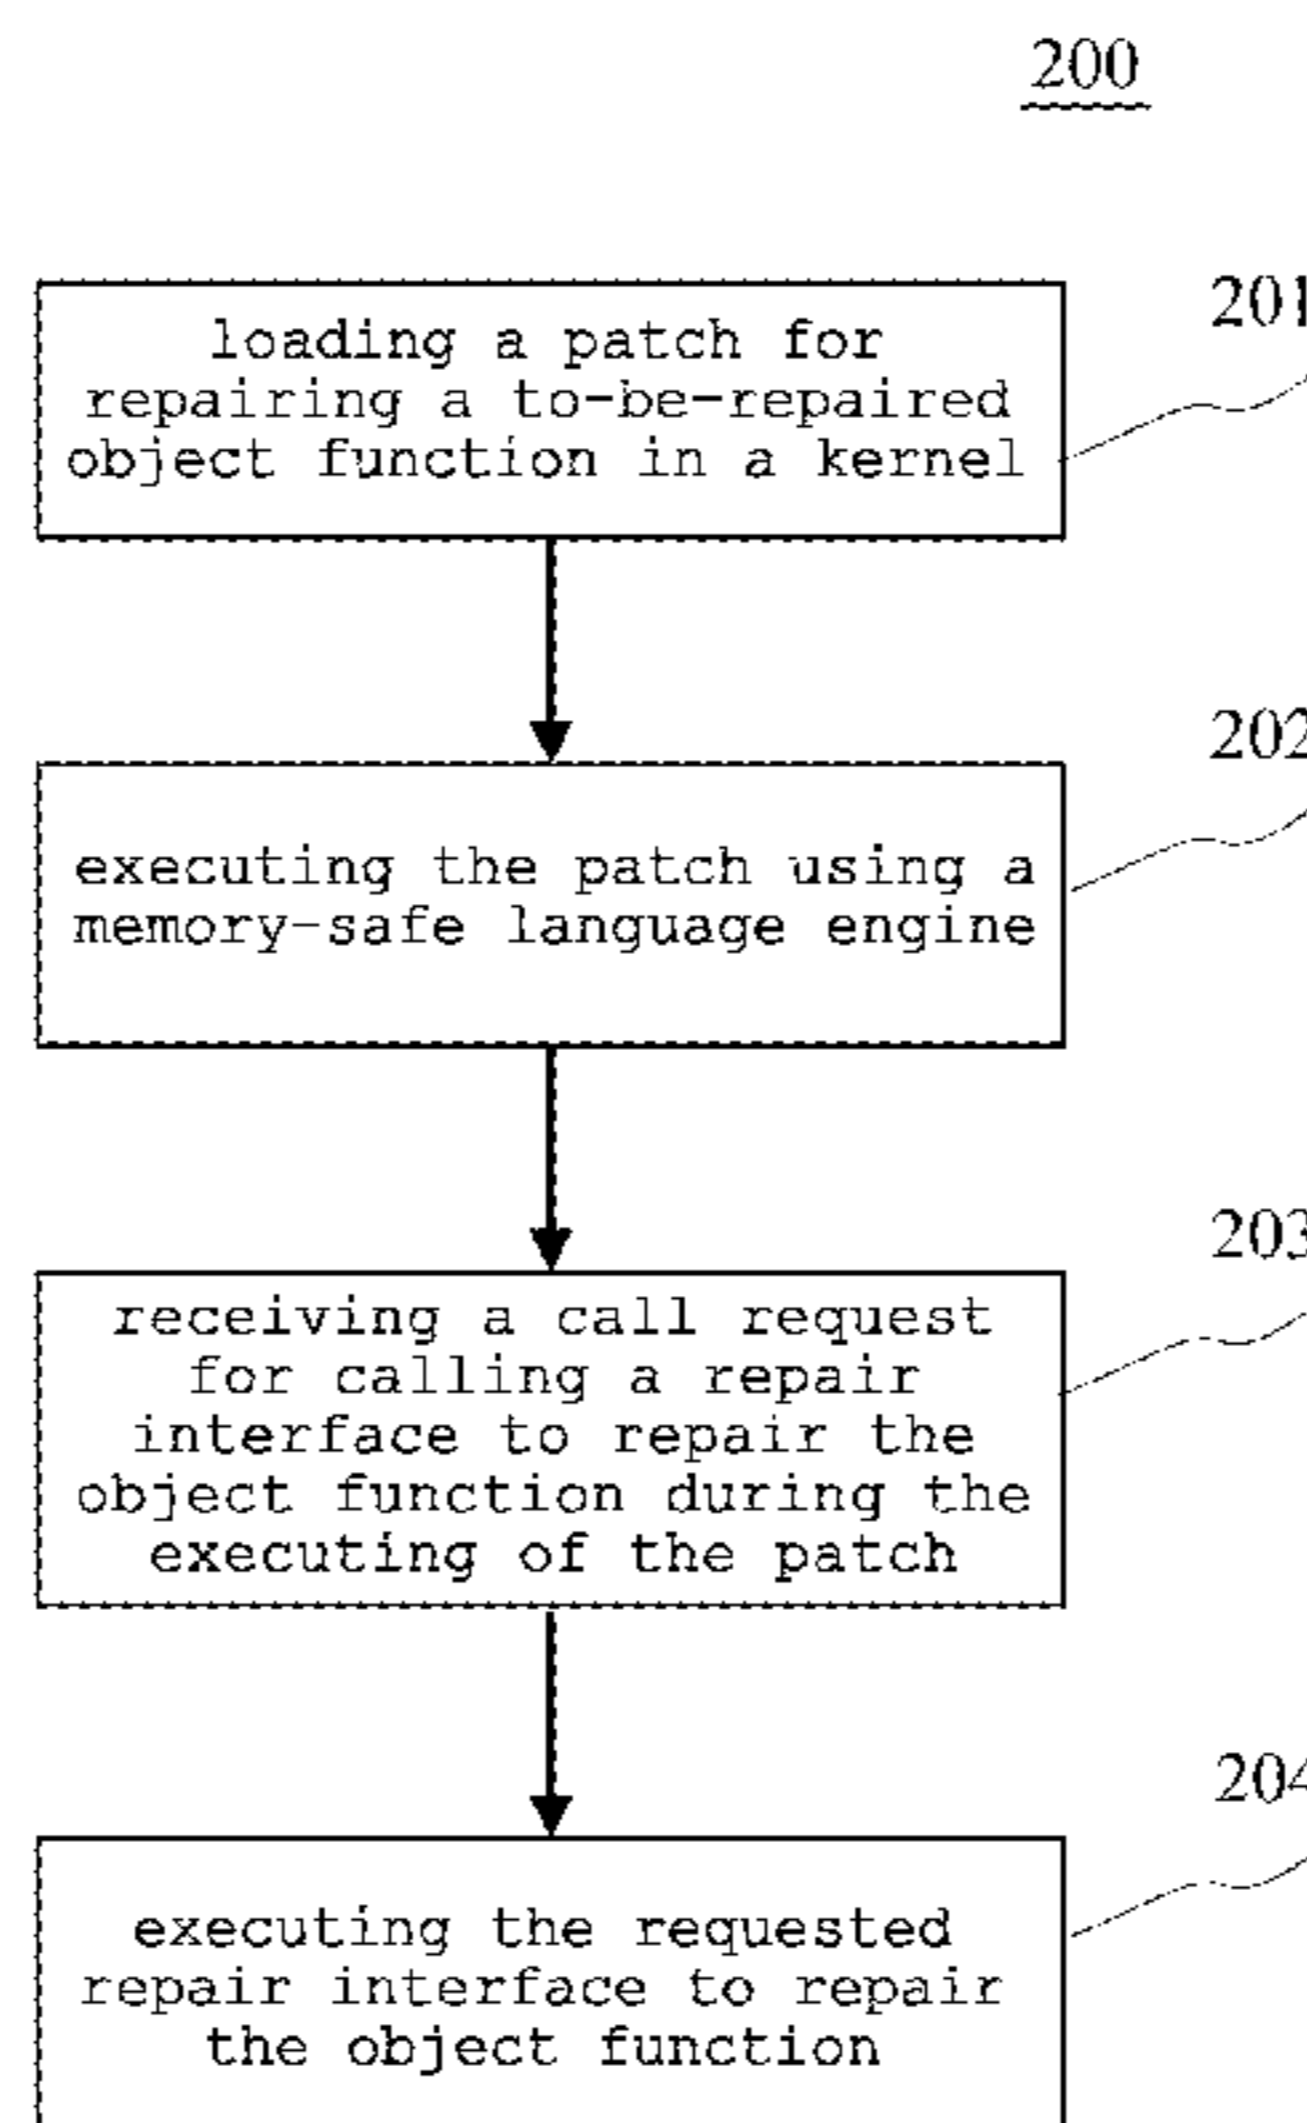 200
201
loading a patch for
repairing a to-be-repaired
object function in a kernel
202
executing the patch using a
memory-safe language engine
203
receiving a call request
for calling a repair
interface to repair the
object function during the
executing of the patch
204
executing the requested
repair interface to repair
the object function